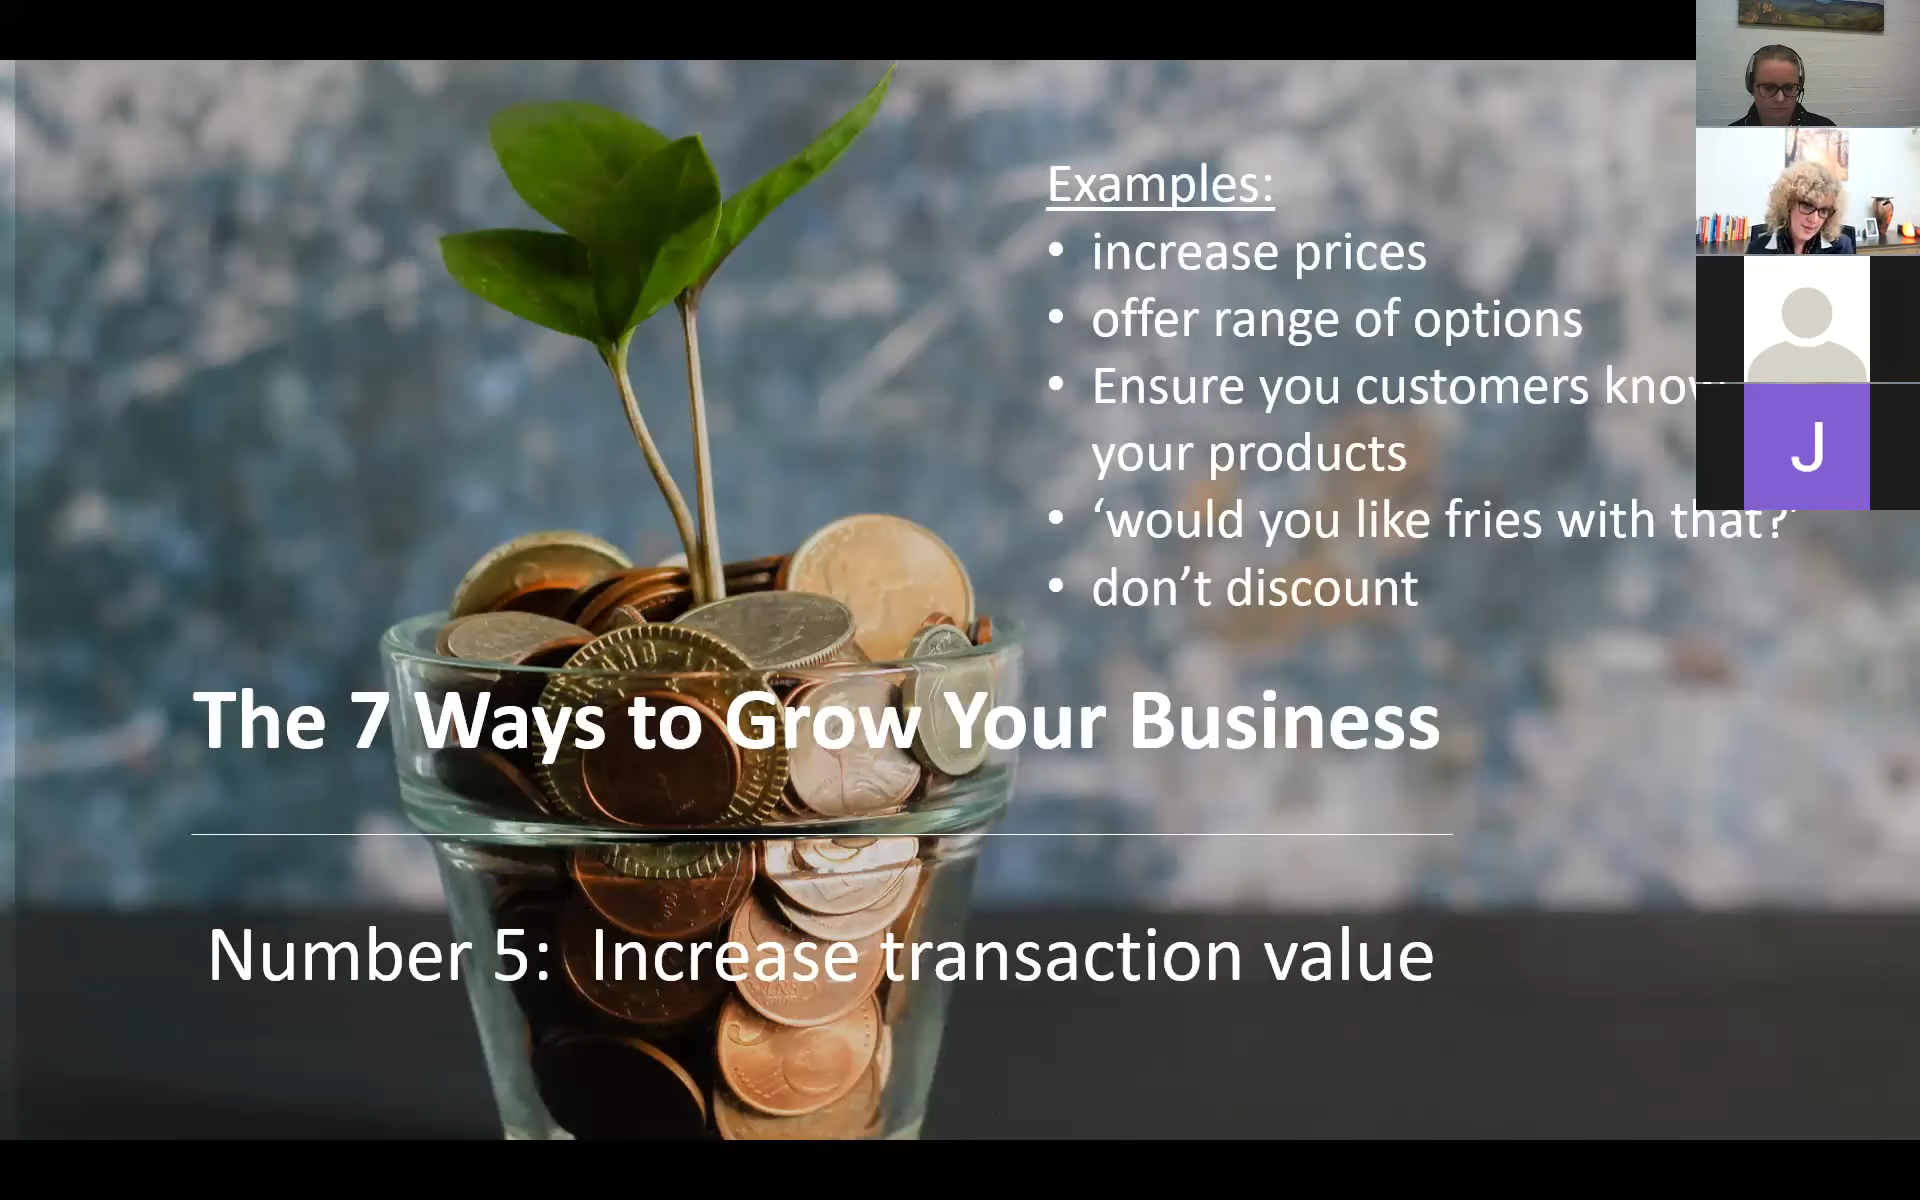 Examples:
• increase prices
• offer range of options
• Ensure you customers know
your products
• ‘would you like fries with that?’
• don’t discount
The 7 Ways to Grow Your Business
Number 5: Increase transaction value
J